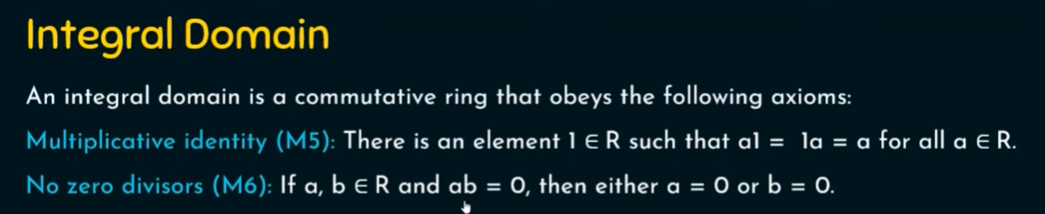 Integral Domain
An integral domain is a commutative ring that obeys the following axioms:
Multiplicative identity (M5): There is an element 1 ∈ R such that a1 = 1a = a for all a ∈ R.
No zero divisors (M6): If a, b ∈ R and ab = 0, then either a = 0 or b = 0.